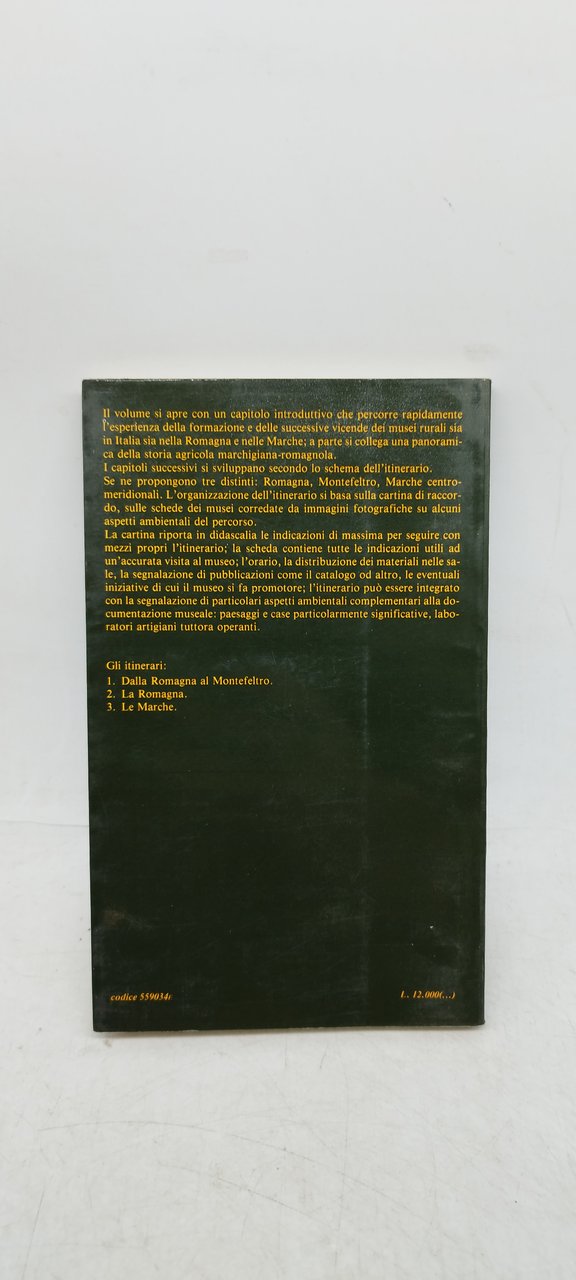 Il volume si apre con un capitolo introduttivo che percorre rapidamente
l'esperienza della formazione e delle successive vicende dei musei rurali sia
in Italia sia nella Romagna e nelle Marche; a parte si collega una panorami-
ca della storia agricola marchigiana-romagnola.
I capitoli successivi si sviluppano secondo lo schema dell'itinerario.
Se ne propongono tre distinti: Romagna, Montefeltro, Marche centro-
meridionali. L'organizzazione dell'itinerario si basa sulla cartina di raccor-
do, sulle schede dei musei corredate da immagini fotografiche su alcuni
aspetti ambientali del percorso.
La cartina riporta in didascalia le indicazioni di massima per seguire con
mezzi propri l'itinerario; la scheda contiene tutte le indicazioni utili ad
un'accurata visita al museo; l'orario, la distribuzione dei materiali nelle sa-
le, la segnalazione di pubblicazioni come il catalogo od altro, le eventuali
iniziative di cui il museo si fa promotore; l'itinerario può essere integrato
con la segnalazione di particolari aspetti ambientali complementari alla do-
cumentazione museale: paesaggi e case particolarmente significative, labo-
ratori artigiani tuttora operanti.
Gli itinerari:
1. Dalla Romagna al Montefeltro.
2. La Romagna.
3. Le Marche.
codice 559034E
L. 12.000(...)